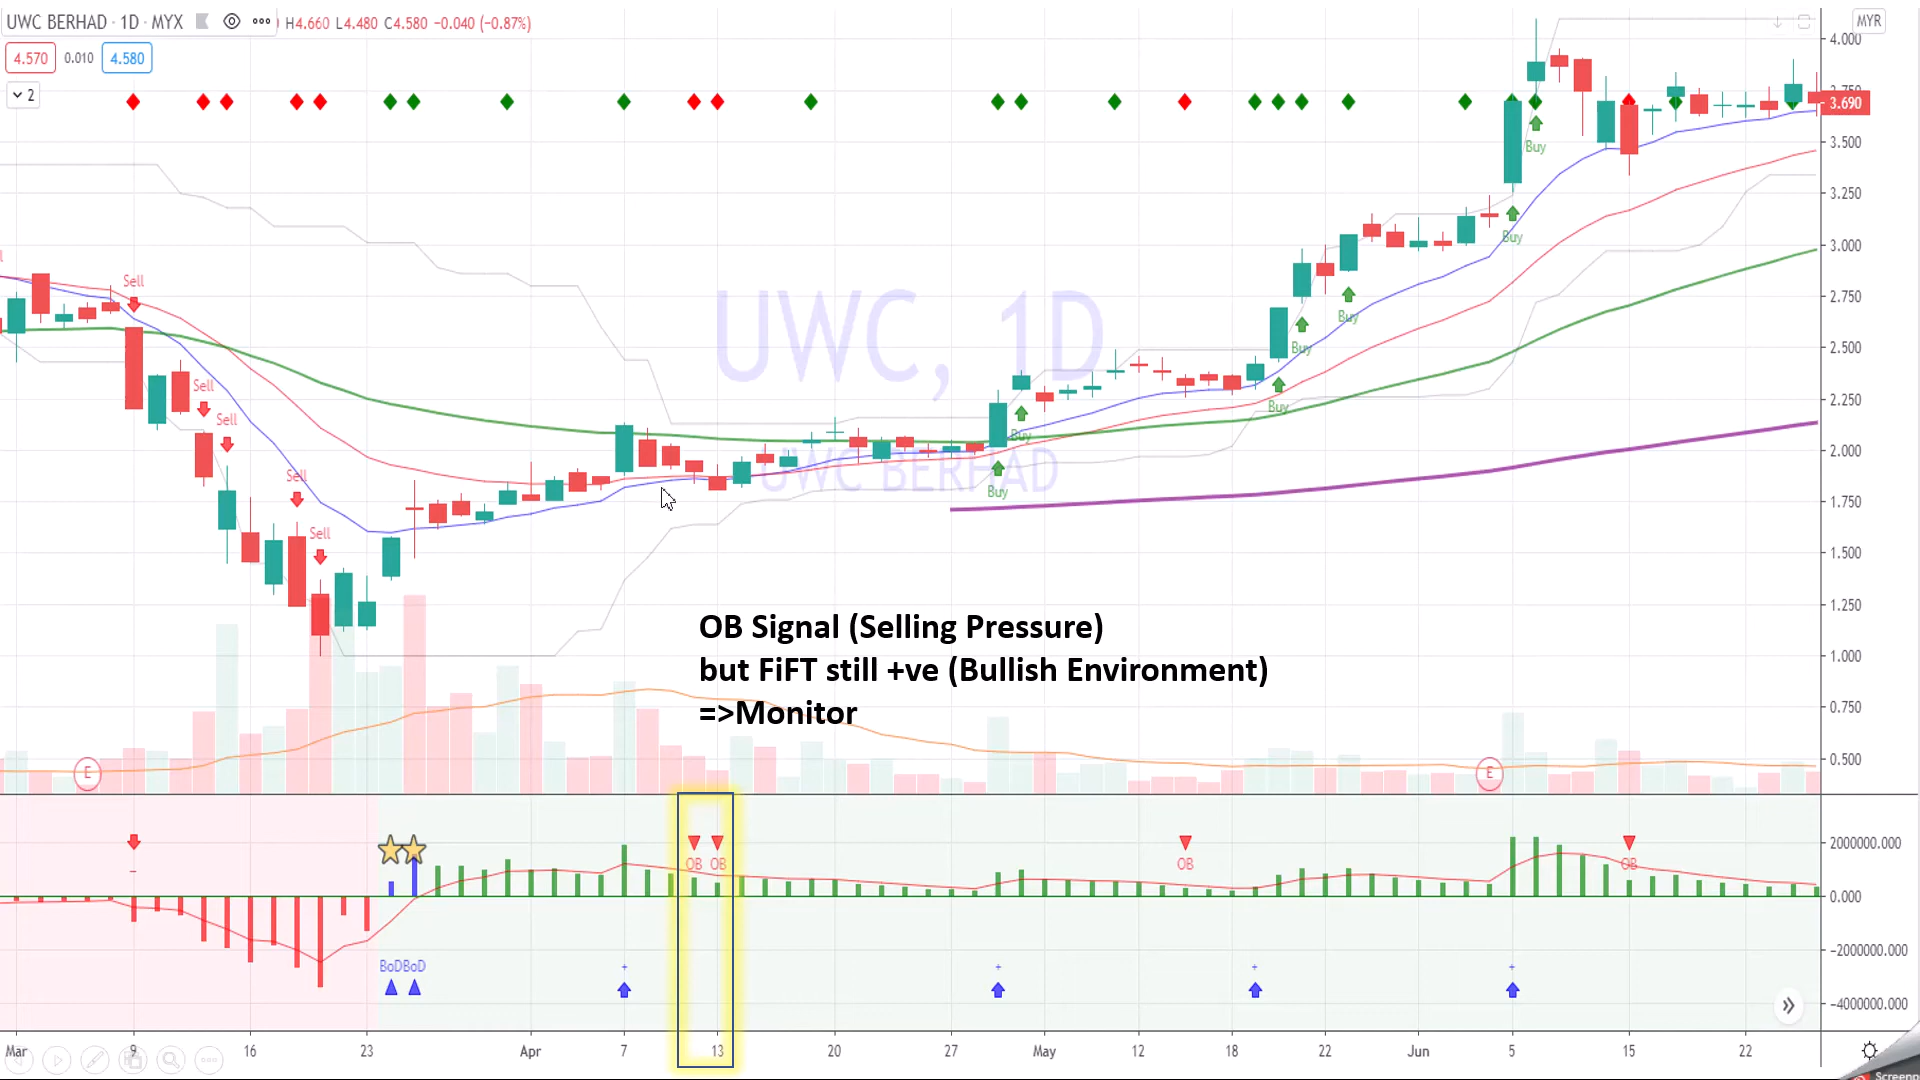 UWC BERHAD · 1D · MYX H4.660 L4.480 C4.580 -0.040 (-0.87%)
MYR
4.570 0.010 4.580
2
4.000
3.690
3.500
3.250
3.000
2.750
2.500
2.250
2.000
1.750
1.500
1.250
1.000
0.750
0.500
Sell
Sell
Sell
Sell
Sell
Buy
Buy
Buy
Buy
Buy
Buy
Buy
Buy
UWC, 1D
UWC BERHAD
OB Signal (Selling Pressure)
but FiFT still +ve (Bullish Environment)
=>Monitor
E E
OB OB OB OB
BoD BoD
2000000.000
0.000
-2000000.000
-4000000.000
Mar 9 16 23 Apr 7 13 20 27 May 12 18 22 Jun 5 15 22